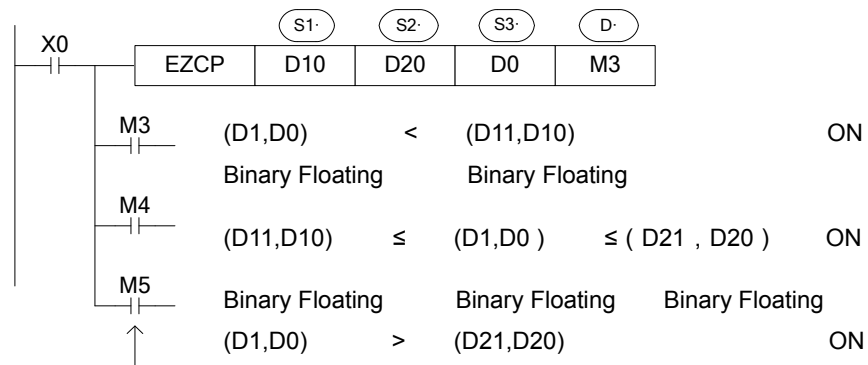 S1· S2· S3· D·
X0
EZCP D10 D20 D0 M3
M3 (D1,D0) < (D11,D10) ON
Binary Floating Binary Floating
M4
(D11,D10) ≤ (D1,D0 ) ≤ ( D21 , D20 ) ON
M5
Binary Floating Binary Floating Binary Floating
(D1,D0) > (D21,D20) ON